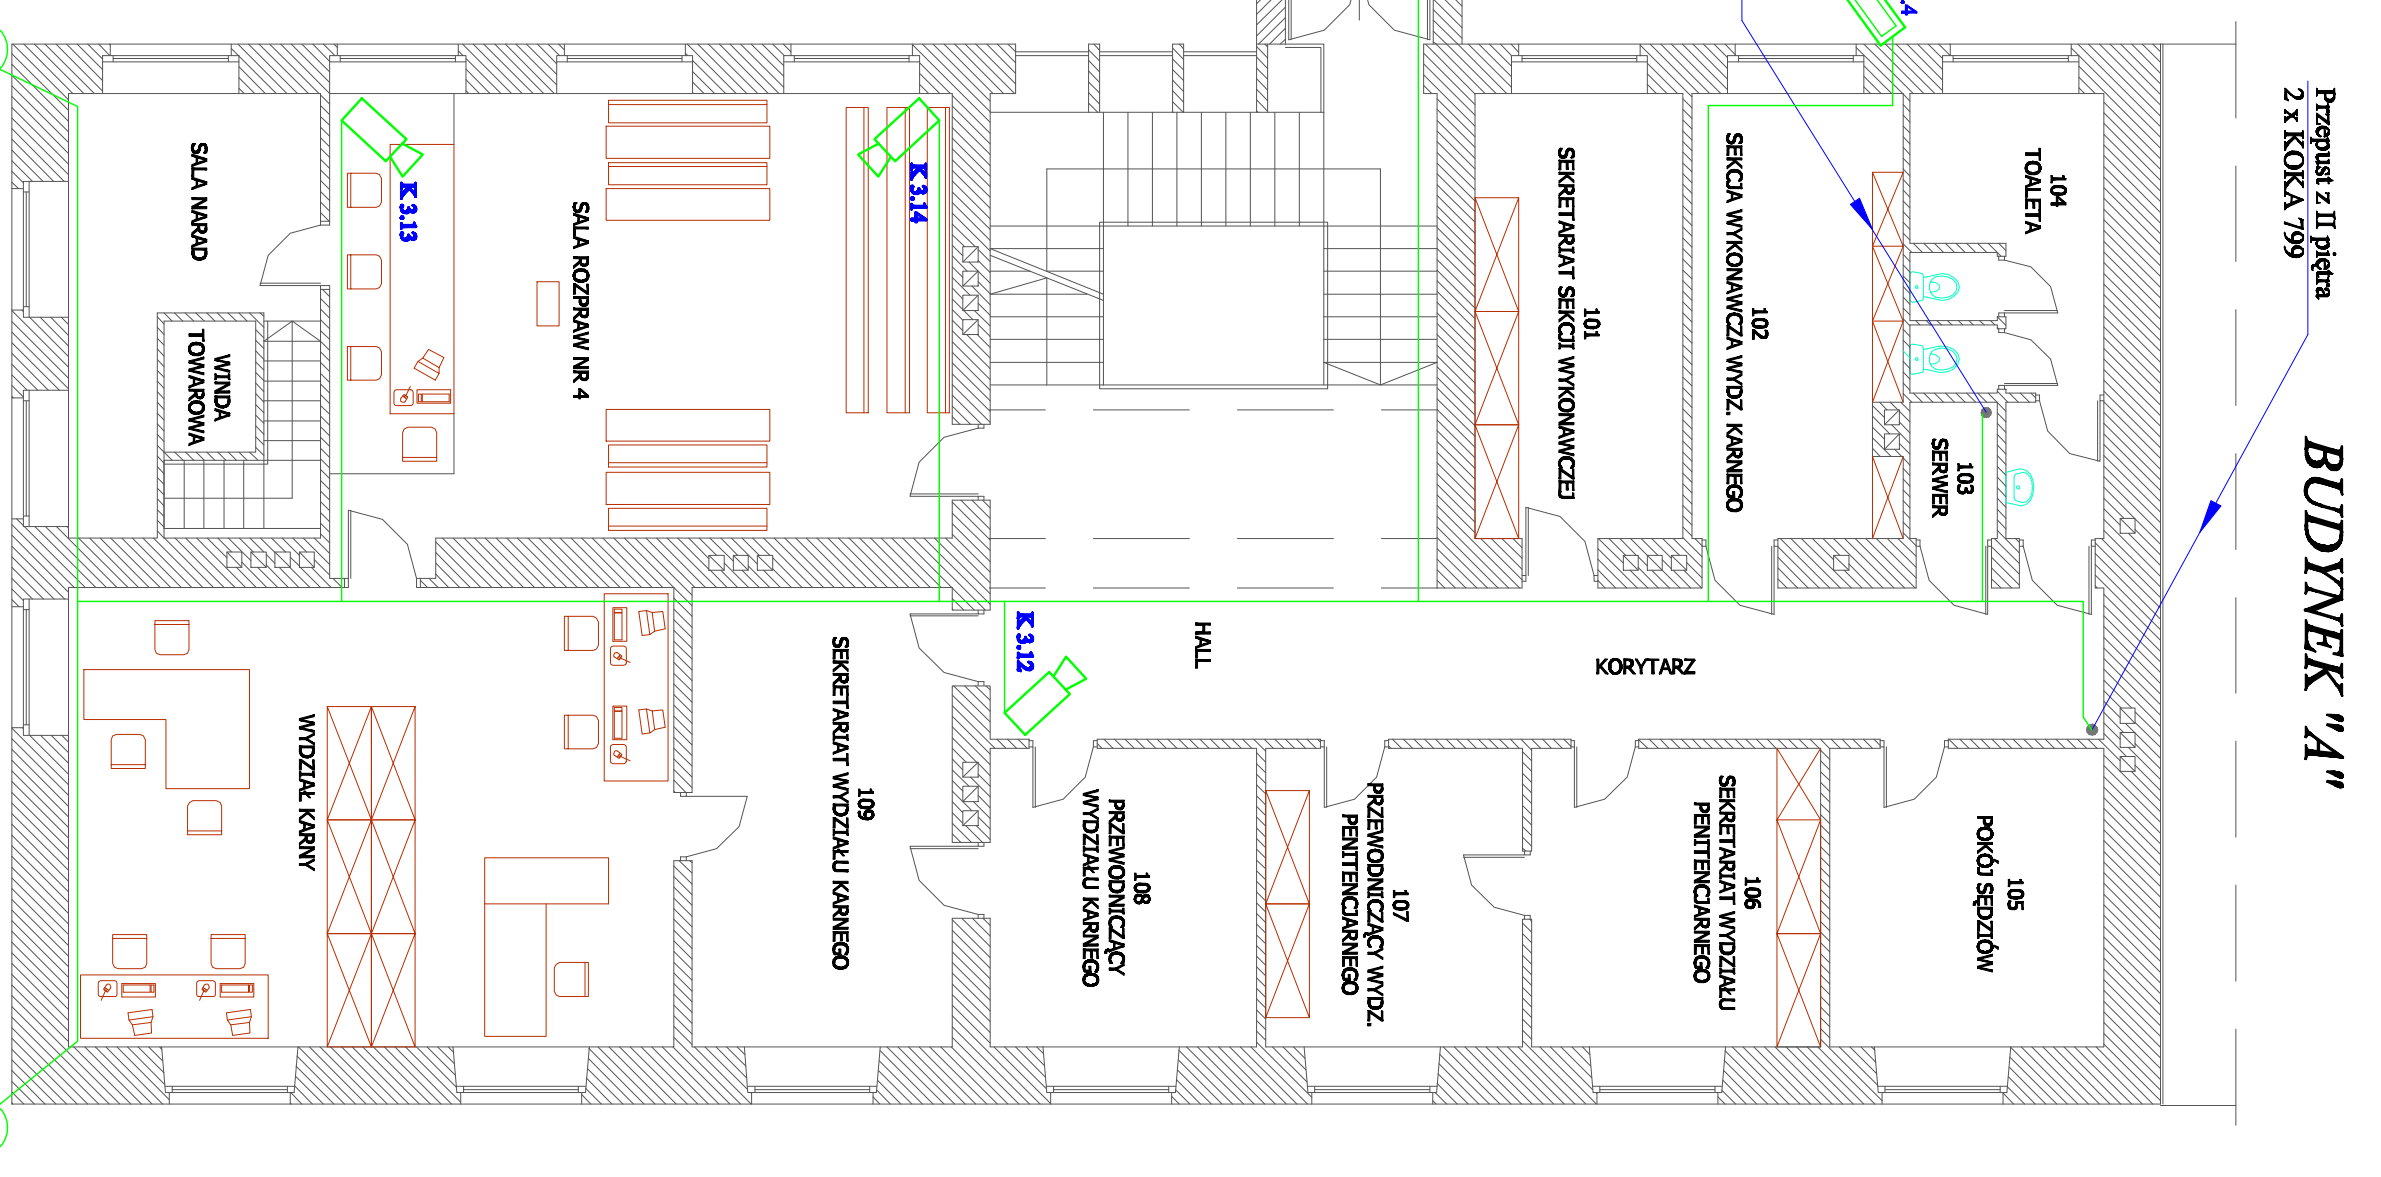 BUDYNEK "A"
Przepust z II piętra
2 x KOKA 799
104
TOALETA
103
SERWER
102
SEKCJA WYKONAWCZA WYDZ. KARNEGO
101
SEKRETARIAT SEKCJI WYKONAWCZEJ
K 3.14
SALA ROZPRAW NR 4
K 3.13
SALA NARAD
WINDA
TOWAROWA
KORYTARZ
HALL
K 3.12
105
POKÓJ SĘDZIÓW
106
SEKRETARIAT WYDZIAŁU
PENITENCJARNEGO
107
PRZEWODNICZĄCY WYDZ.
PENITENCJARNEGO
108
PRZEWODNICZĄCY
WYDZIAŁU KARNEGO
109
SEKRETARIAT WYDZIAŁU KARNEGO
WYDZIAŁ KARNY